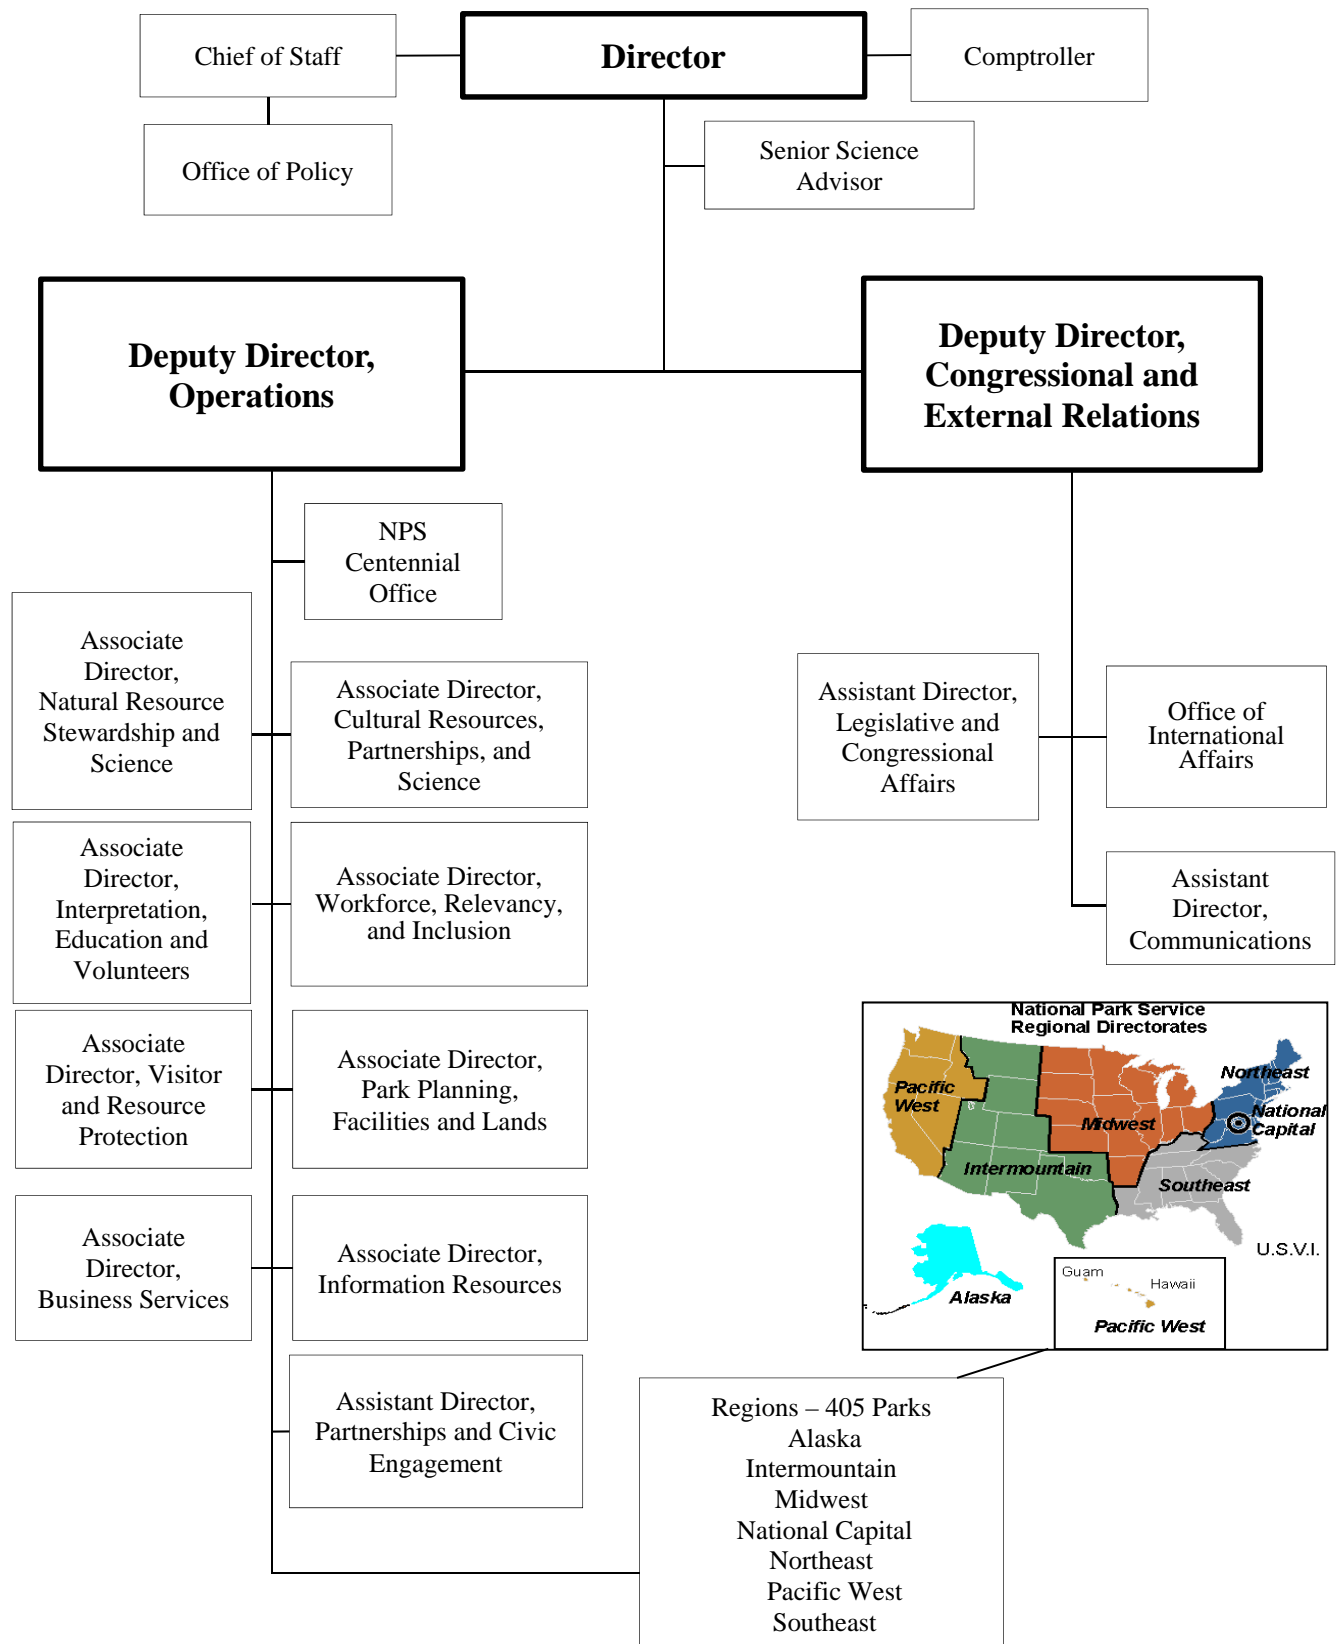 Chief of Staff
Director
Comptroller
Office of Policy
Senior Science
Advisor
Deputy Director,
Operations
Deputy Director,
Congressional and
External Relations
NPS
Centennial
Office
Associate
Director,
Natural Resource
Stewardship and
Science
Associate Director,
Cultural Resources,
Partnerships, and
Science
Assistant Director,
Legislative and
Congressional
Affairs
Office of
International
Affairs
Associate
Director,
Interpretation,
Education and
Volunteers
Associate Director,
Workforce, Relevancy,
and Inclusion
Assistant
Director,
Communications
Associate
Director, Visitor
and Resource
Protection
Associate Director,
Park Planning,
Facilities and Lands
National Park Service
Regional Directorates
Pacific
West
Midwest
Northeast
National
Capital
Intermountain
Southeast
U.S.V.I.
Alaska
Guam
Hawaii
Pacific West
Associate
Director,
Business Services
Associate Director,
Information Resources
Assistant Director,
Partnerships and Civic
Engagement
Regions – 405 Parks
Alaska
Intermountain
Midwest
National Capital
Northeast
Pacific West
Southeast